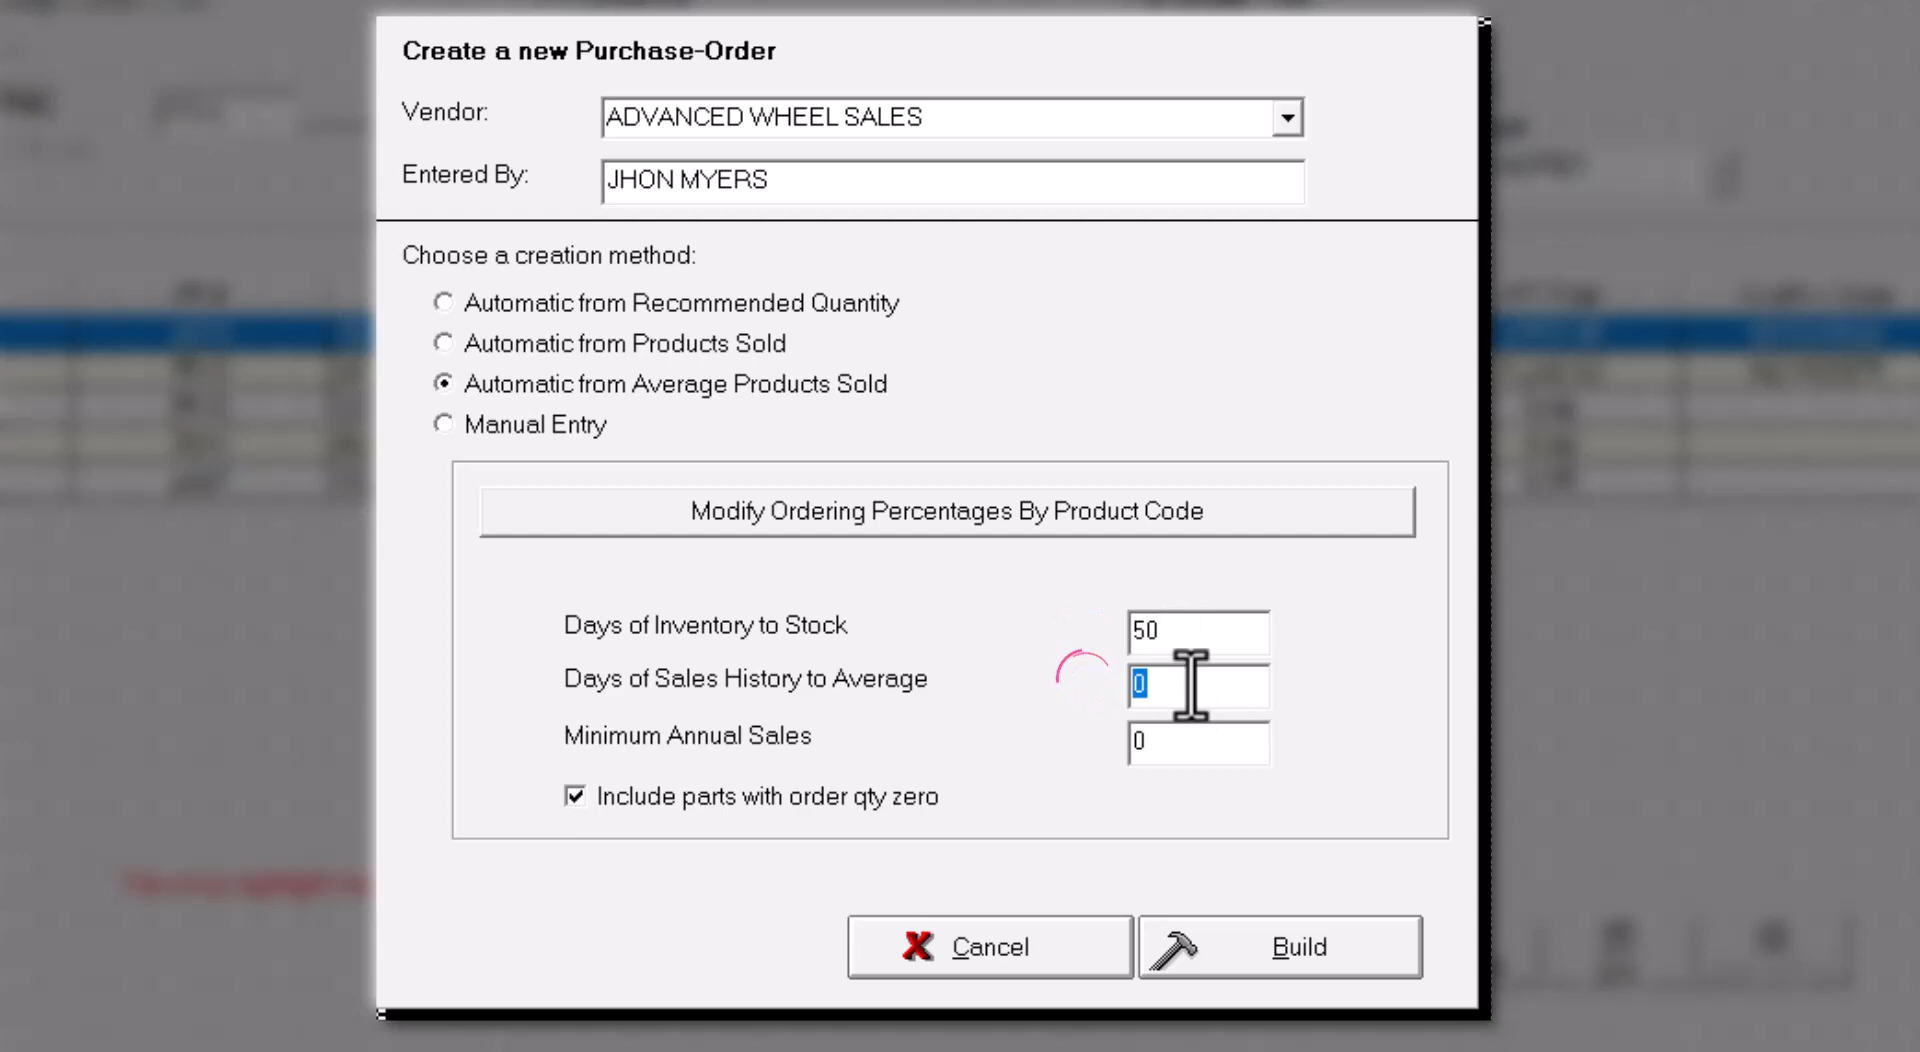 Create a new Purchase-Order
Vendor: ADVANCED WHEEL SALES
Entered By: JHON MYERS
Choose a creation method:
Automatic from Recommended Quantity
Automatic from Products Sold
Automatic from Average Products Sold
Manual Entry
Modify Ordering Percentages By Product Code
Days of Inventory to Stock 50
Days of Sales History to Average 0
Minimum Annual Sales 0
Include parts with order qty zero
Cancel Build